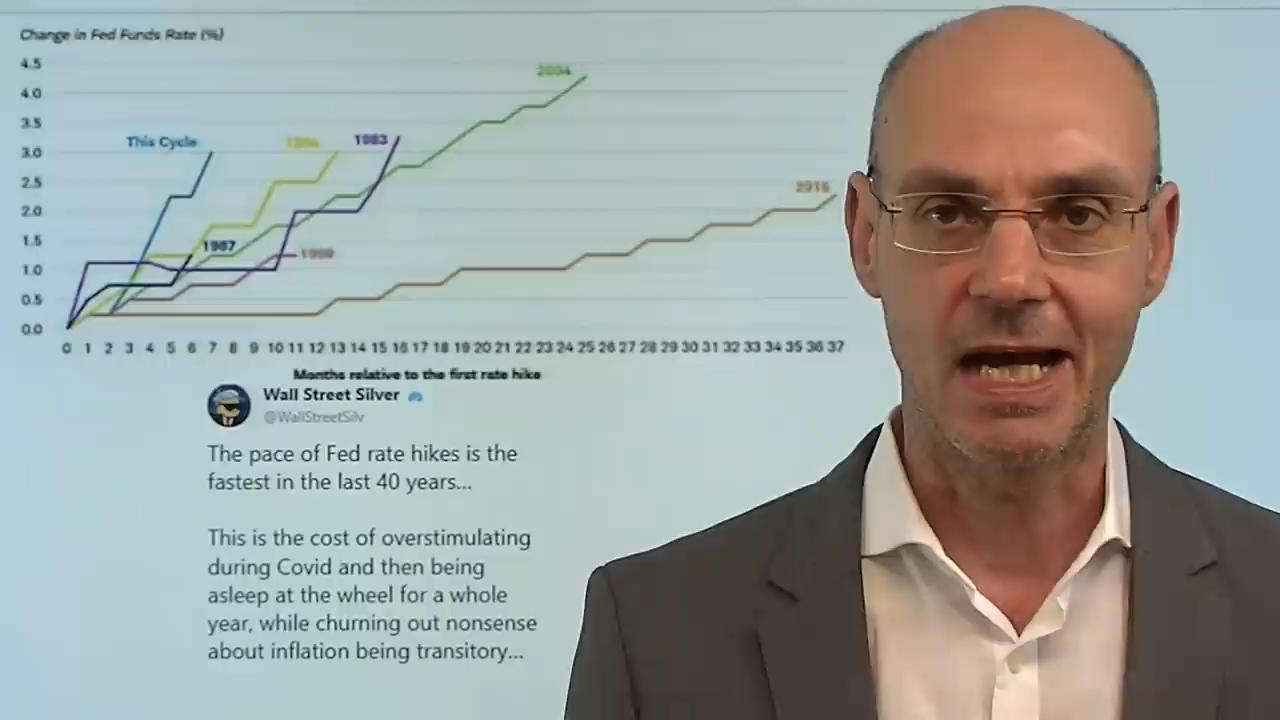 Change in Fed Funds Rate (%)
4.5
4.0
3.5
3.0
2.5
2.0
1.5
1.0
0.5
0.0
2004
This Cycle
1994
1983
2016
1987
1999
0 1 2 3 4 5 6 7 8 9 10 11 12 13 14 15 16 17 18 19 20 21 22 23 24 25 26 27 28 29 30 31 32 33 34 35 36 37
Months relative to the first rate hike
Wall Street Silver
@WallStreetSilv
The pace of Fed rate hikes is the
fastest in the last 40 years...
This is the cost of overstimulating
during Covid and then being
asleep at the wheel for a whole
year, while churning out nonsense
about inflation being transitory...